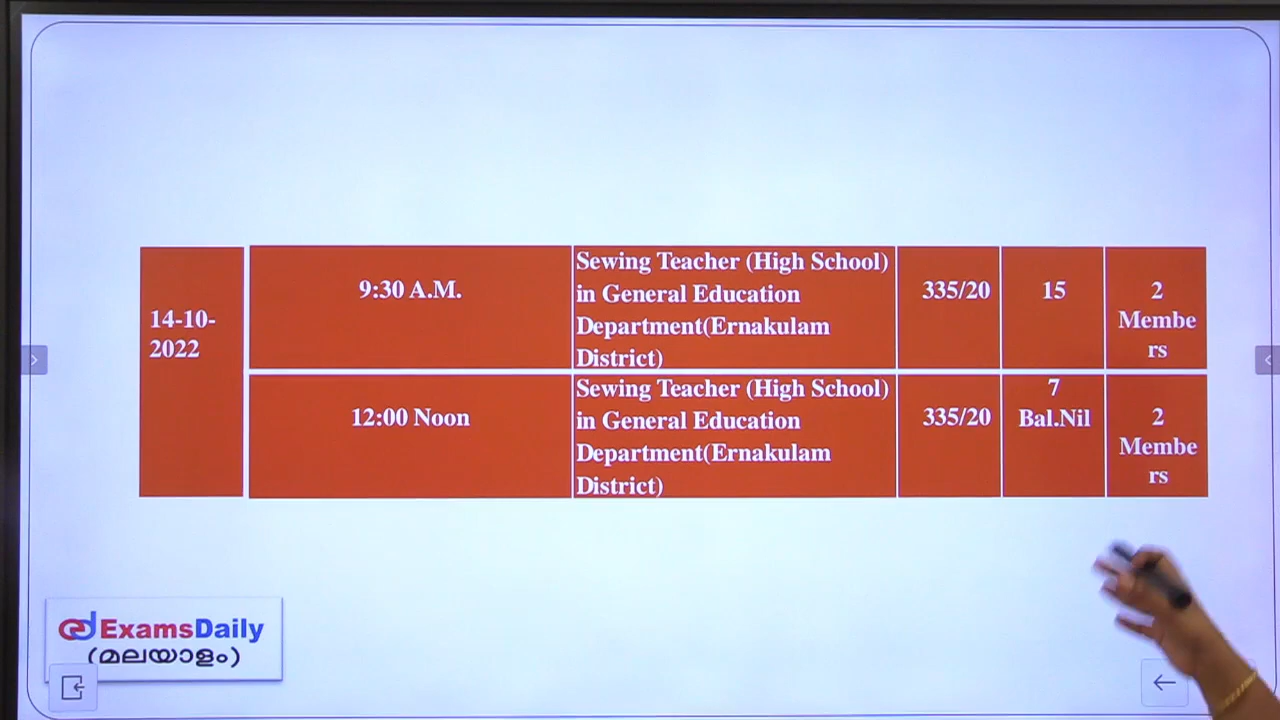 14-10-
2022
9:30 A.M.
Sewing Teacher (High School)
in General Education
Department(Ernakulam
District)
335/20
15
2
Membe
rs
12:00 Noon
Sewing Teacher (High School)
in General Education
Department(Ernakulam
District)
335/20
7
Bal.Nil
2
Membe
rs
ExamsDaily
(മലയാളം)